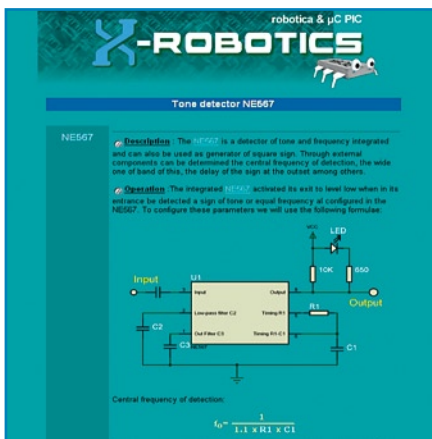 robotica & µC PIC
X-ROBOTICS
Tone detector NE567
NE567
Description : The NE567 is a detector of tone and frequency integrated
and can also be used as generator of square sign. Through external
components can be determined the central frequency of detection, the wide
one of band of this, the delay of the sign at the outset among others.
Operation :The integrated NE567 activated its exit to level low when in its
entrance be detected a sign of tone or equal frequency al configured in the
NE567. To configure these parameters we will use the following formulae:
LED
10K
650
Input
U1
Output
Input
Output
R1
Low-pass filter C2
Timing R1
C2
Out Filter C3
Timing R1-C1
C3
NE567
C1
Central frequency of detection:
f0= 1
1.1 x R1 x C1